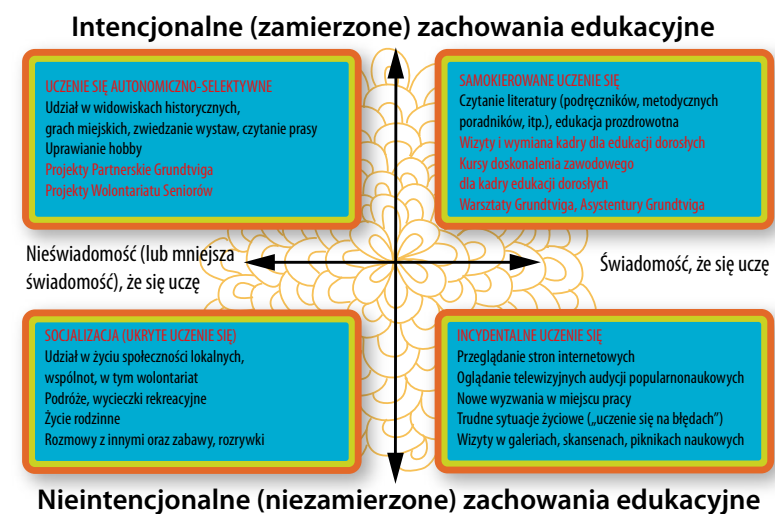 Intencjonalne (zamierzone) zachowania edukacyjne
UCZENIE SIĘ AUTONOMICZNO-SELEKTYWNE
Udział w widowiskach historycznych,
grach miejskich, zwiedzanie wystaw, czytanie prasy
Uprawianie hobby
Projekty Partnerskie Grundtviga
Projekty Wolontariatu Seniorów
SAMOKIEROWANE UCZENIE SIĘ
Czytanie literatury (podręczników, metodycznych
poradników, itp.), edukacja prozdrowotna
Wizyty i wymiana kadry dla edukacji dorosłych
Kursy doskonalenia zawodowego
dla kadry edukacji dorosłych
Warsztaty Grundtviga, Asystentury Grundtviga
Nieświadomość (lub mniejsza
świadomość), że się uczę
Świadomość, że się uczę
SOCJALIZACJA (UKRYTE UCZENIE SIĘ)
Udział w życiu społeczności lokalnych,
wspólnot, w tym wolontariat
Podróże, wycieczki rekreacyjne
Życie rodzinne
Rozmowy z innymi oraz zabawy, rozrywki
INCYDENTALNE UCZENIE SIĘ
Przeglądanie stron internetowych
Oglądanie telewizyjnych audycji popularnonaukowych
Nowe wyzwania w miejscu pracy
Trudne sytuacje życiowe („uczenie się na błędach”)
Wizyty w galeriach, skansenach, piknikach naukowych
Nieintencjonalne (niezamierzone) zachowania edukacyjne